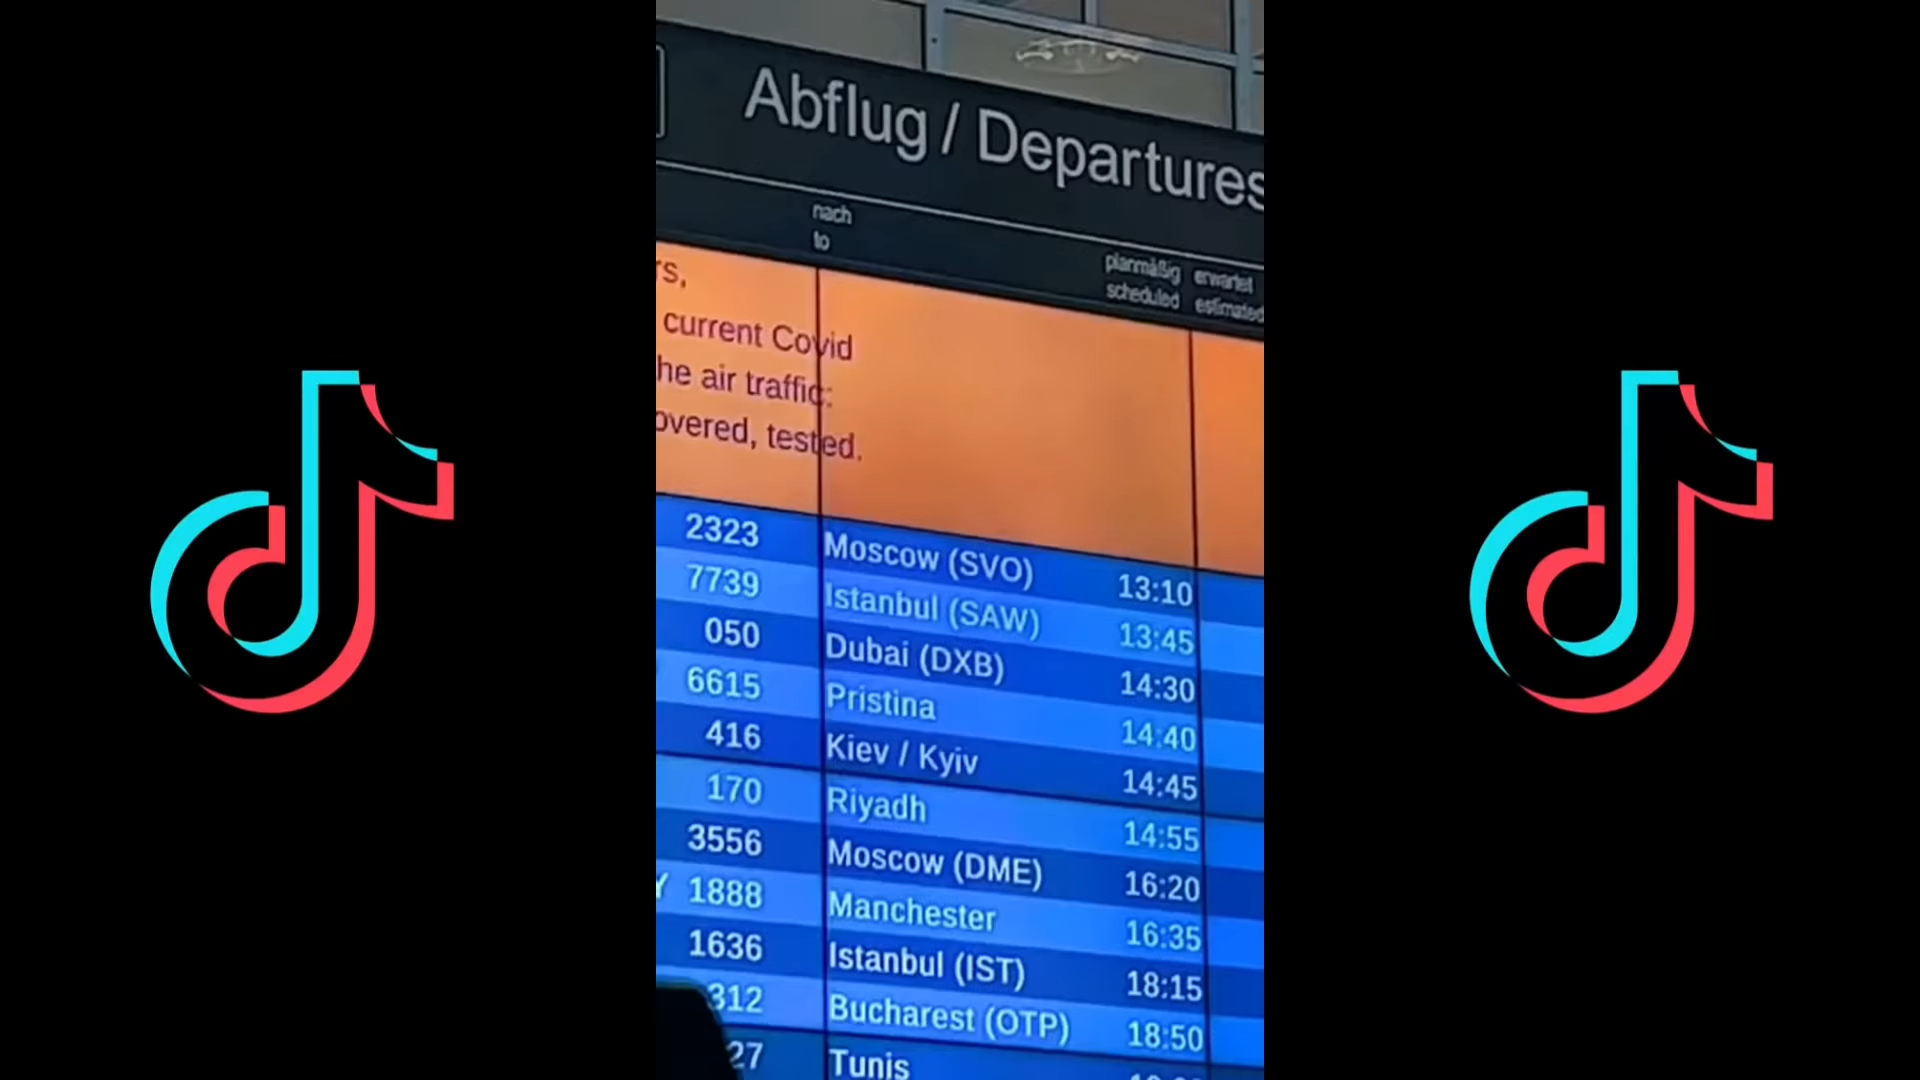 Abflug / Departures
nach
to
planmäßig erwartet
scheduled estimated
rs,
current Covid
he air traffic:
overed, tested.
2323 Moscow (SVO) 13:10
7739 Istanbul (SAW) 13:45
050 Dubai (DXB) 14:30
6615 Pristina 14:40
416 Kiev / Kyiv 14:45
170 Riyadh 14:55
3556 Moscow (DME) 16:20
Y 1888 Manchester 16:35
1636 Istanbul (IST) 18:15
312 Bucharest (OTP) 18:50
27 Tunis